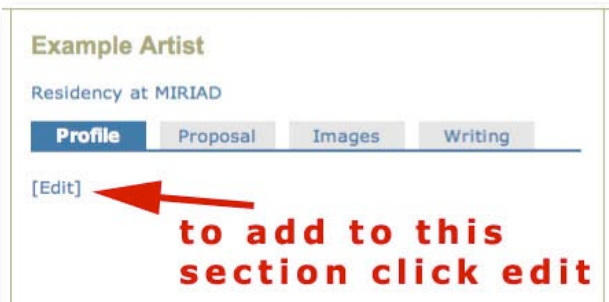 Example Artist
Residency at MIRIAD
Profile Proposal Images Writing
[Edit]
to add to this
section click edit